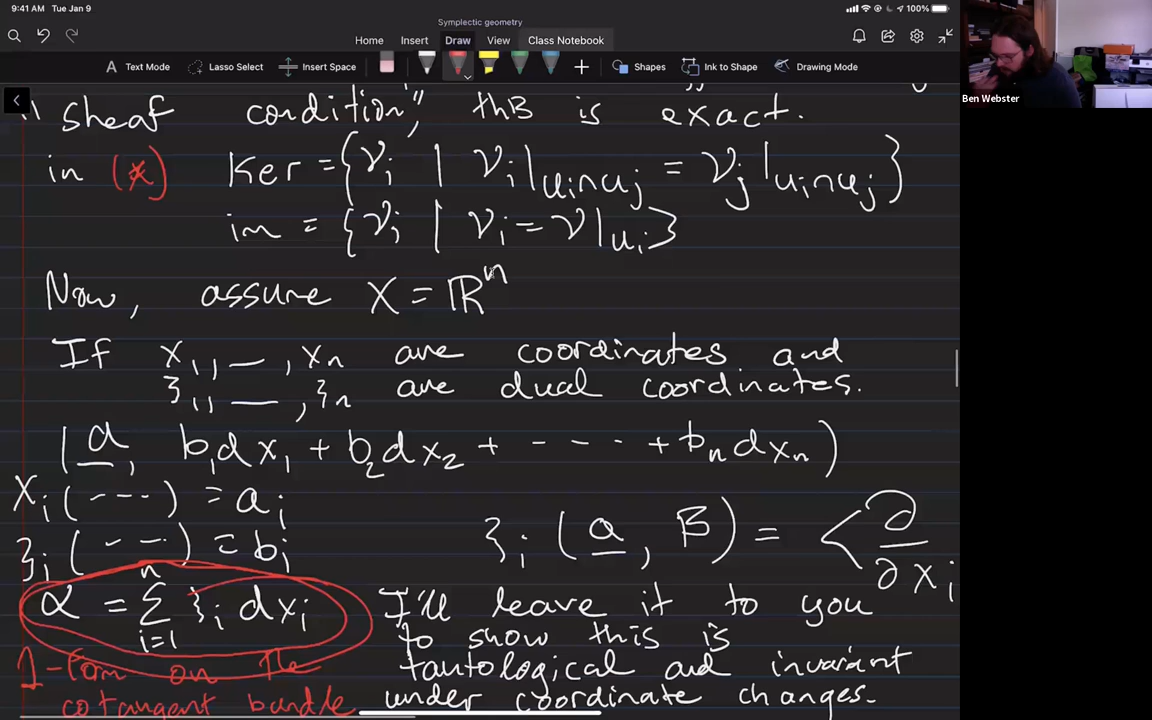 9:41 AM Tue Jan 9
100%
Symplectic geometry
Home Insert Draw View Class Notebook
Text Mode Lasso Select Insert Space Shapes Ink to Shape Drawing Mode
Ben Webster
sheaf condition," this is exact.
in (*) Ker = {νi | νi|Ui∩Uj = νj|Ui∩Uj}
im = {νi | νi = ν|Ui}
Now, assume X = ℝⁿ
If x₁, —, xn are coordinates and
ξ₁, —, ξn are dual coordinates.
(a, b₁dx₁ + b₂dx₂ + - - - · + bndxn)
xi(---) = ai
ξi(---) = bi
ξi(a, β) = <∂/∂xi
α = Σ i=1 n ξi dxi
I'll leave it to you
to show this is
tautological and invariant
under coordinate changes.
1-form on the
cotangent bundle